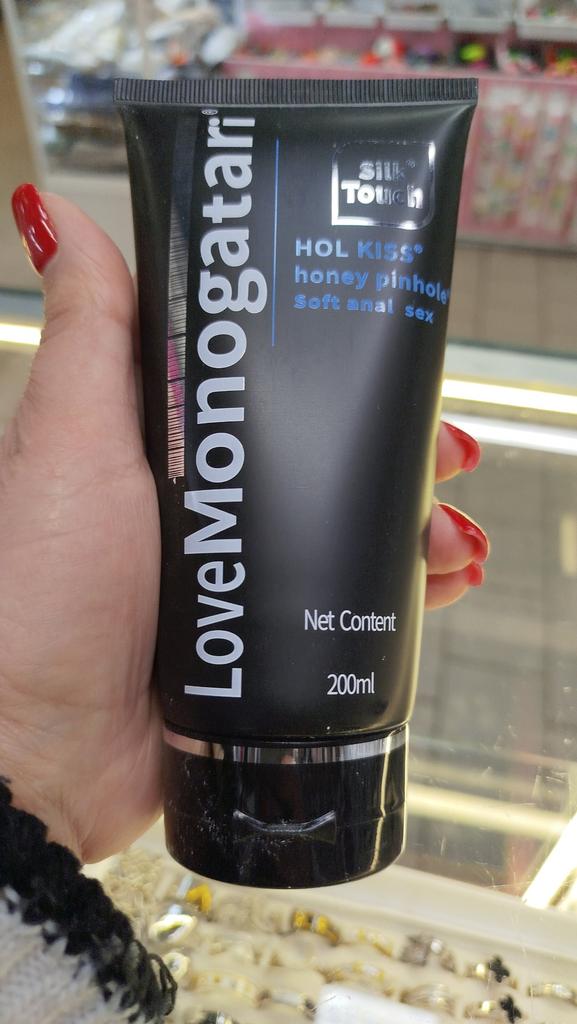 LoveMonogatari®
Silk®
Touch
HOL KISS®
honey pinhole®
Soft anal sex
Net Content
200ml